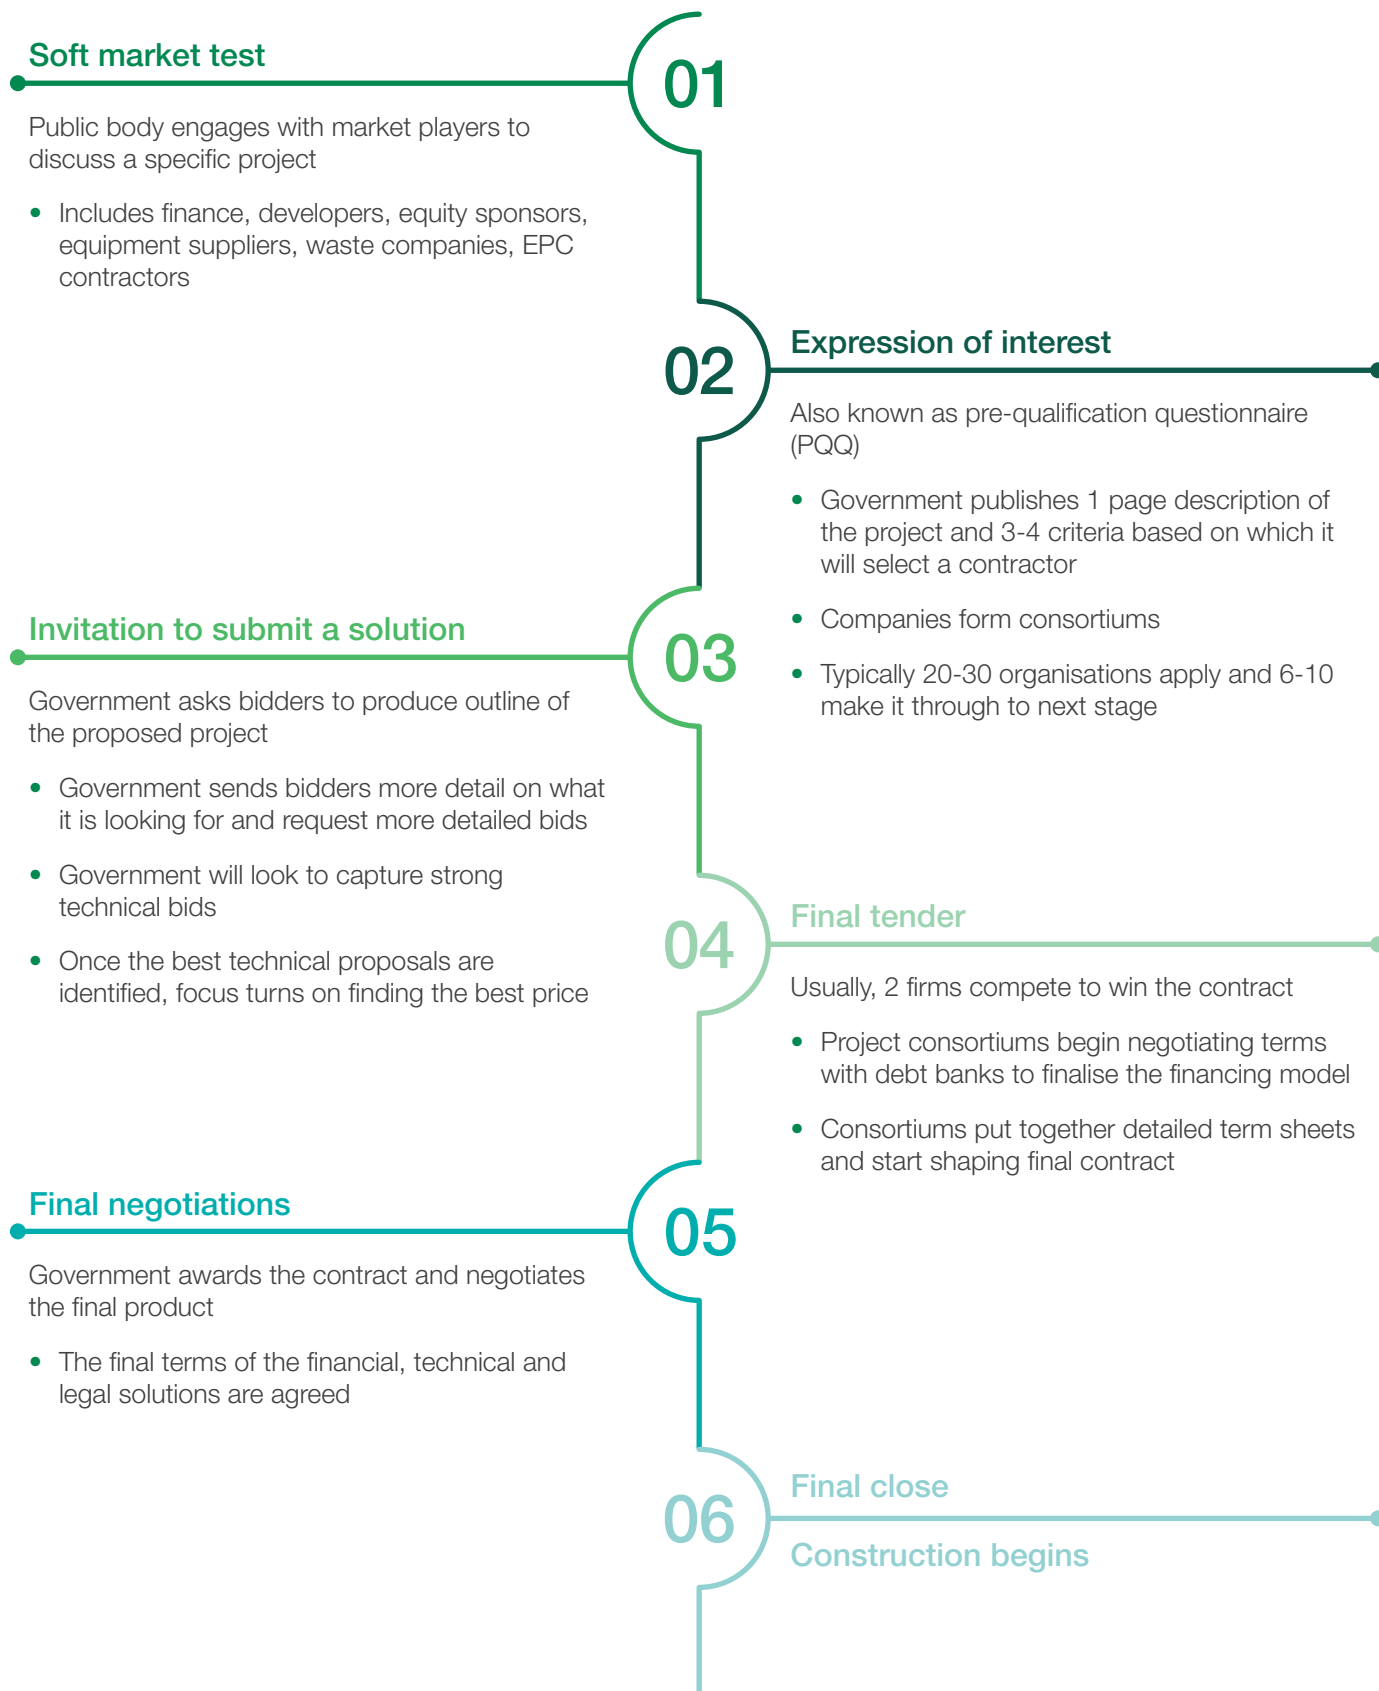 01
Soft market test
Public body engages with market players to
discuss a specific project
• Includes finance, developers, equity sponsors,
equipment suppliers, waste companies, EPC
contractors
02
Expression of interest
Also known as pre-qualification questionnaire
(PQQ)
• Government publishes 1 page description of
the project and 3-4 criteria based on which it
will select a contractor
• Companies form consortiums
• Typically 20-30 organisations apply and 6-10
make it through to next stage
03
Invitation to submit a solution
Government asks bidders to produce outline of
the proposed project
• Government sends bidders more detail on what
it is looking for and request more detailed bids
• Government will look to capture strong
technical bids
• Once the best technical proposals are
identified, focus turns on finding the best price
04
Final tender
Usually, 2 firms compete to win the contract
• Project consortiums begin negotiating terms
with debt banks to finalise the financing model
• Consortiums put together detailed term sheets
and start shaping final contract
05
Final negotiations
Government awards the contract and negotiates
the final product
• The final terms of the financial, technical and
legal solutions are agreed
06
Final close
Construction begins